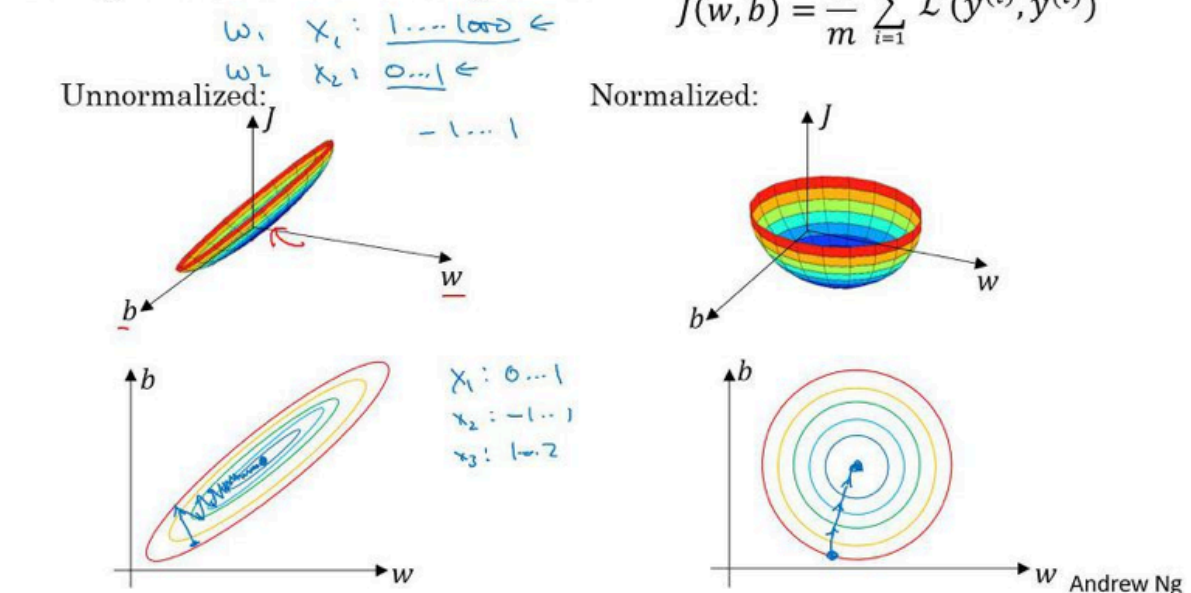 w₁ x₁: 1....1000 ←
w2 x₂: 0...1 ←
-1...1
J(w, b) = 1/m ∑ i=1 ℒ(ŷ⁽ⁱ⁾, y⁽ⁱ⁾)
Unnormalized:
J
w
b
Normalized:
J
w
b
b
w
x₁: 0...1
x₂: -1...1
x₃: 1...2
b
w
Andrew Ng